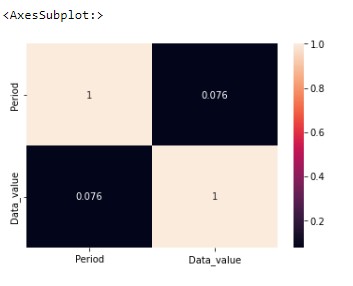 <AxesSubplot:>
Period
1
0.076
1.0
0.8
0.6
0.4
0.2
Data_value
0.076
1
Period
Data_value